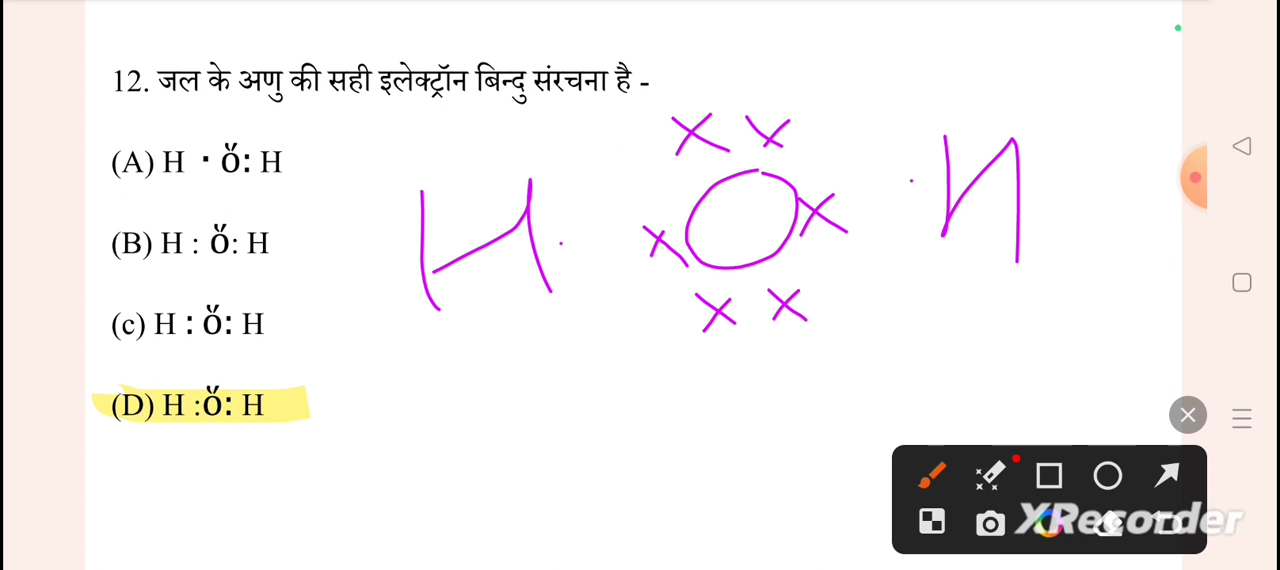 12. जल के अणु की सही इलेक्ट्रॉन बिन्दु संरचना है -
(A) H · ӧ: H
(B) H : ӧ: H
(c) H : ӧ: H
(D) H :ӧ: H
H · x O x · H
x x
x x
XRecorder